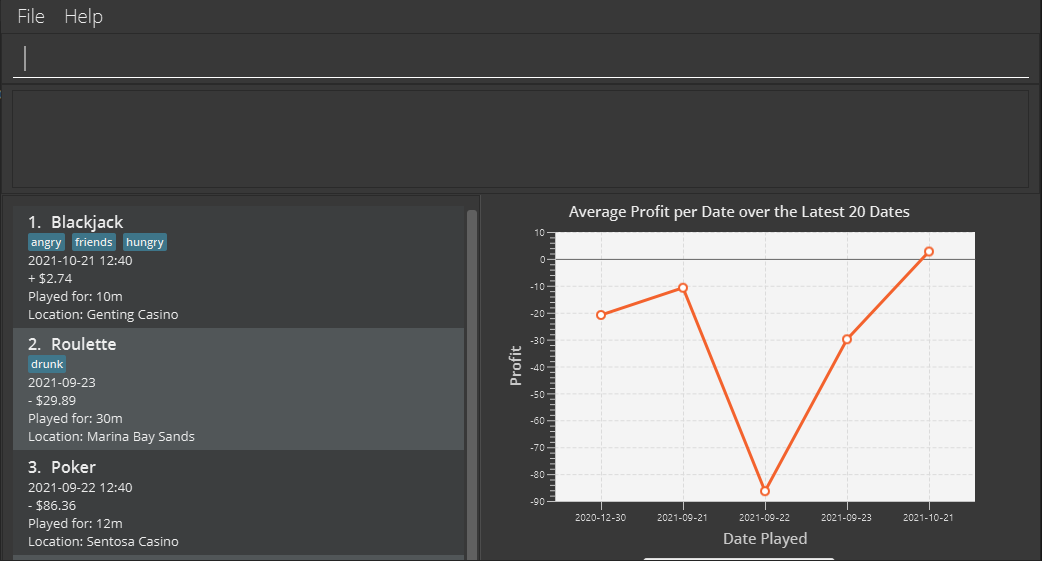 File Help
1. Blackjack
angry friends hungry
2021-10-21 12:40
+ $2.74
Played for: 10m
Location: Genting Casino
2. Roulette
drunk
2021-09-23
- $29.89
Played for: 30m
Location: Marina Bay Sands
3. Poker
2021-09-22 12:40
- $86.36
Played for: 12m
Location: Sentosa Casino
Average Profit per Date over the Latest 20 Dates
Profit
10
0
-10
-20
-30
-40
-50
-60
-70
-80
-90
2020-12-30 2021-09-21 2021-09-22 2021-09-23 2021-10-21
Date Played